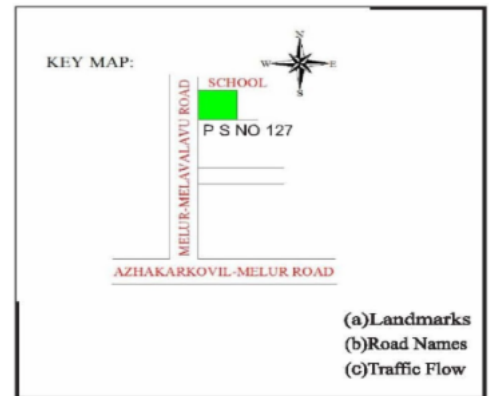 N
KEY MAP:
W E
S
SCHOOL
P S NO 127
MELUR-MELAVALAVU ROAD
AZHAKARKOVIL-MELUR ROAD
(a)Landmarks
(b)Road Names
(c)Traffic Flow